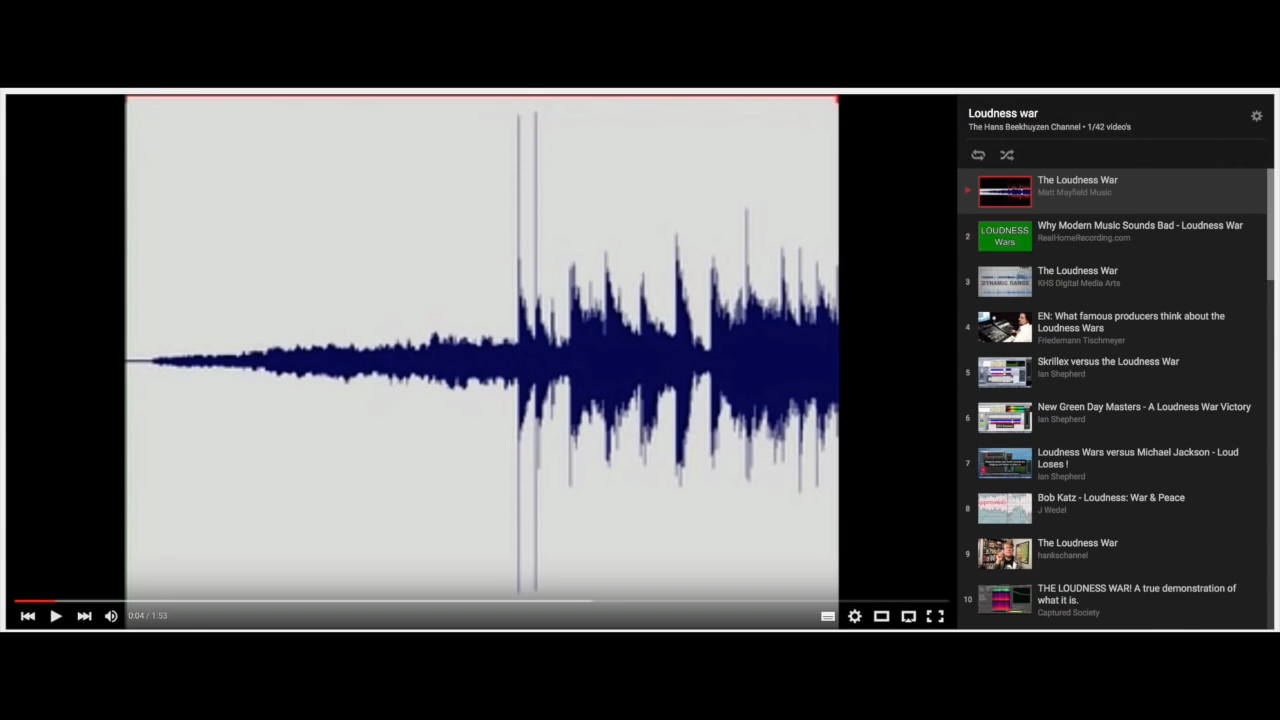 Loudness war
The Hans Beekhuyzen Channel • 1/42 video's
The Loudness War
Matt Mayfield Music
2
LOUDNESS
Wars
Why Modern Music Sounds Bad - Loudness War
RealHomeRecording.com
3
DYNAMIC RANGE
The Loudness War
KHS Digital Media Arts
4
EN: What famous producers think about the
Loudness Wars
Friedemann Tischmeyer
5
Skrillex versus the Loudness War
Ian Shepherd
6
New Green Day Masters - A Loudness War Victory
Ian Shepherd
7
Loudness Wars versus Michael Jackson - Loud
Loses !
Ian Shepherd
8
Bob Katz - Loudness: War & Peace
J Wedel
9
The Loudness War
hankschannel
10
THE LOUDNESS WAR! A true demonstration of
what it is.
Captured Society
0:04 / 1:53